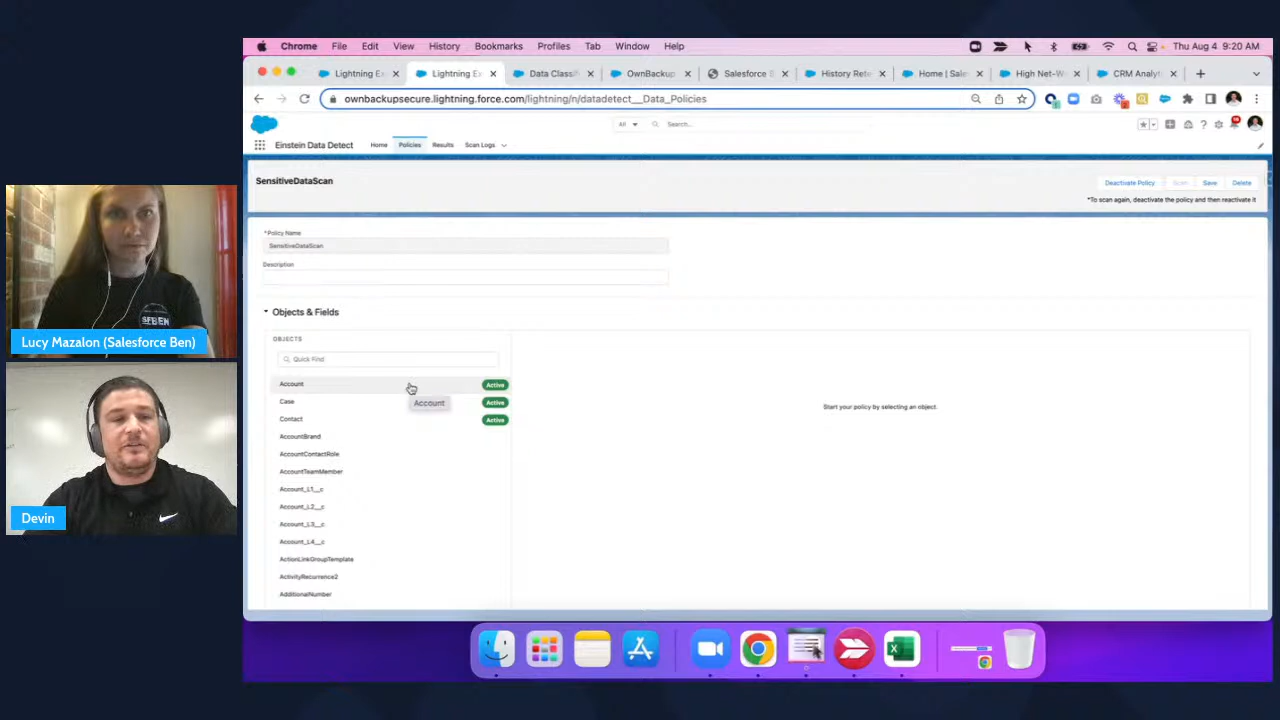 Chrome File Edit View History Bookmarks Profiles Tab Window Help Thu Aug 4 9:20 AM
Lightning Ex Lightning Ex Data Classif OwnBackup Salesforce History Rete Home | Sale High Net-W CRM Analyt
ownbackupsecure.lightning.force.com/lightning/n/datadetect__Data_Policies
All Search...
Einstein Data Detect Home Policies Results Scan Logs
SensitiveDataScan
Deactivate Policy Scan Save Delete
*To scan again, deactivate the policy and then reactivate it
*Policy Name
SensitiveDataScan
Description
Objects & Fields
OBJECTS
Quick Find
Account Active
Account
Case Active
Contact Active
AccountBrand
AccountContactRole
AccountTeamMember
Account_L1__c
Account_L2__c
Account_L3__c
Account_L4__c
ActionLinkGroupTemplate
ActivityRecurrence2
AdditionalNumber
Start your policy by selecting an object.
SFBEN
Lucy Mazalon (Salesforce Ben)
Devin